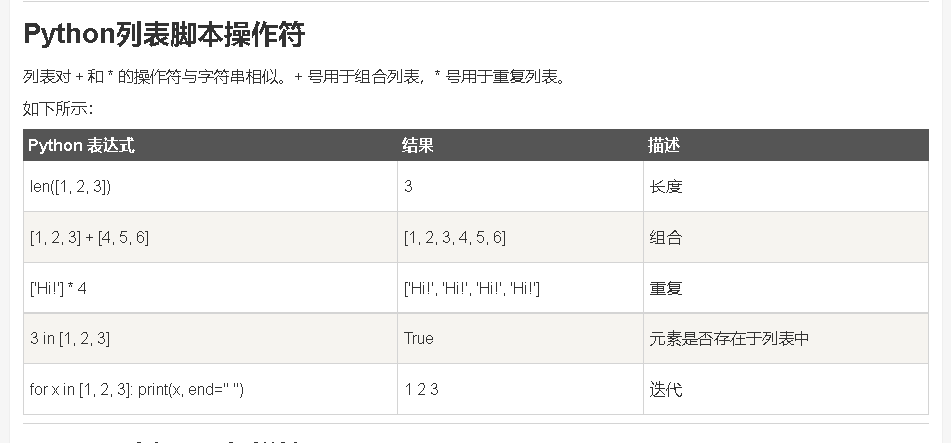 Python列表脚本操作符
列表对 + 和 * 的操作符与字符串相似。+ 号用于组合列表，* 号用于重复列表。
如下所示：
Python 表达式 结果 描述
len([1, 2, 3]) 3 长度
[1, 2, 3] + [4, 5, 6] [1, 2, 3, 4, 5, 6] 组合
['Hi!'] * 4 ['Hi!', 'Hi!', 'Hi!', 'Hi!'] 重复
3 in [1, 2, 3] True 元素是否存在于列表中
for x in [1, 2, 3]: print(x, end=" ") 1 2 3 迭代